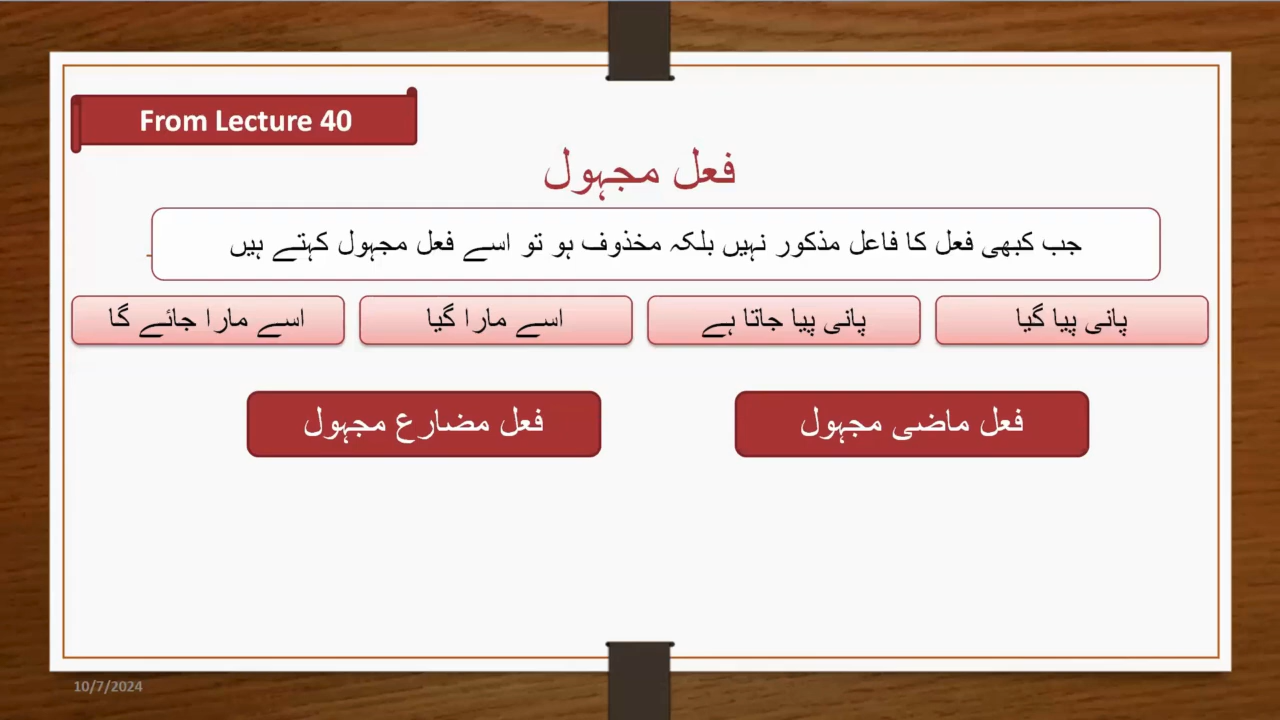 From Lecture 40
فعل مجہول
جب کبھی فعل کا فاعل مذکور نہیں بلکہ مخذوف ہو تو اسے فعل مجہول کہتے ہیں
پانی پیا گیا
پانی پیا جاتا ہے
اسے مارا گیا
اسے مارا جائے گا
فعل ماضی مجہول
فعل مضارع مجہول
10/7/2024